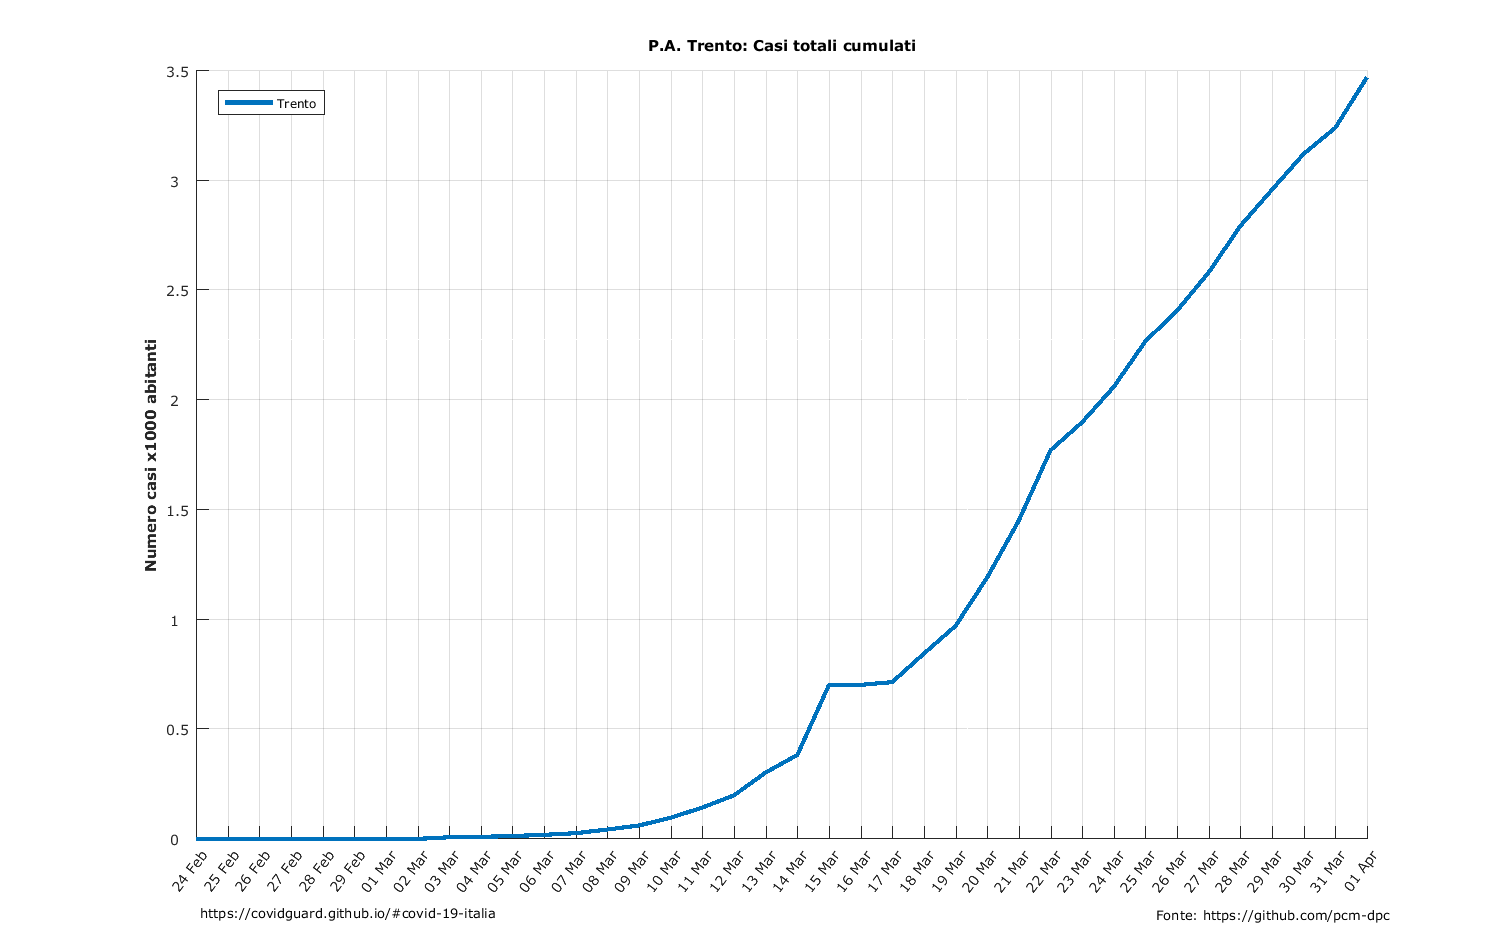 P.A. Trento: Casi totali cumulati
Trento
Numero casi x1000 abitanti
3.5
3
2.5
2
1.5
1
0.5
0
24 Feb
25 Feb
26 Feb
27 Feb
28 Feb
29 Feb
01 Mar
02 Mar
03 Mar
04 Mar
05 Mar
06 Mar
07 Mar
08 Mar
09 Mar
10 Mar
11 Mar
12 Mar
13 Mar
14 Mar
15 Mar
16 Mar
17 Mar
18 Mar
19 Mar
20 Mar
21 Mar
22 Mar
23 Mar
24 Mar
25 Mar
26 Mar
27 Mar
28 Mar
29 Mar
30 Mar
31 Mar
01 Apr
https://covidguard.github.io/#covid-19-italia
Fonte: https://github.com/pcm-dpc